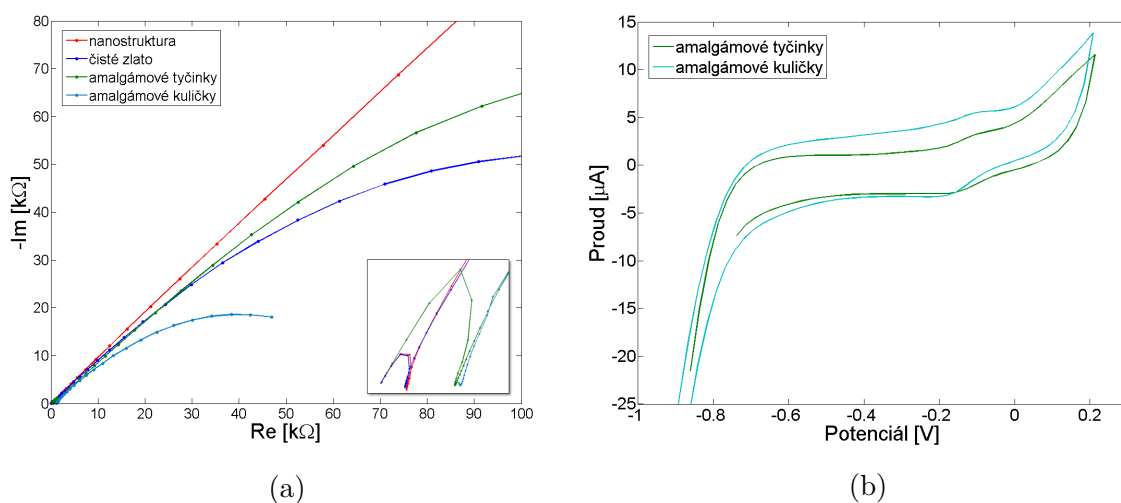 80
70
60
50
40
30
20
10
0
-Im [kΩ]
nanostruktura
čisté zlato
amalgámové tyčinky
amalgámové kuličky
0 10 20 30 40 50 60 70 80 90 100
Re [kΩ]
(a)
15
10
5
0
-5
-10
-15
-20
-25
Proud [µA]
amalgámové tyčinky
amalgámové kuličky
-1 -0.8 -0.6 -0.4 -0.2 0 0.2
Potenciál [V]
(b)